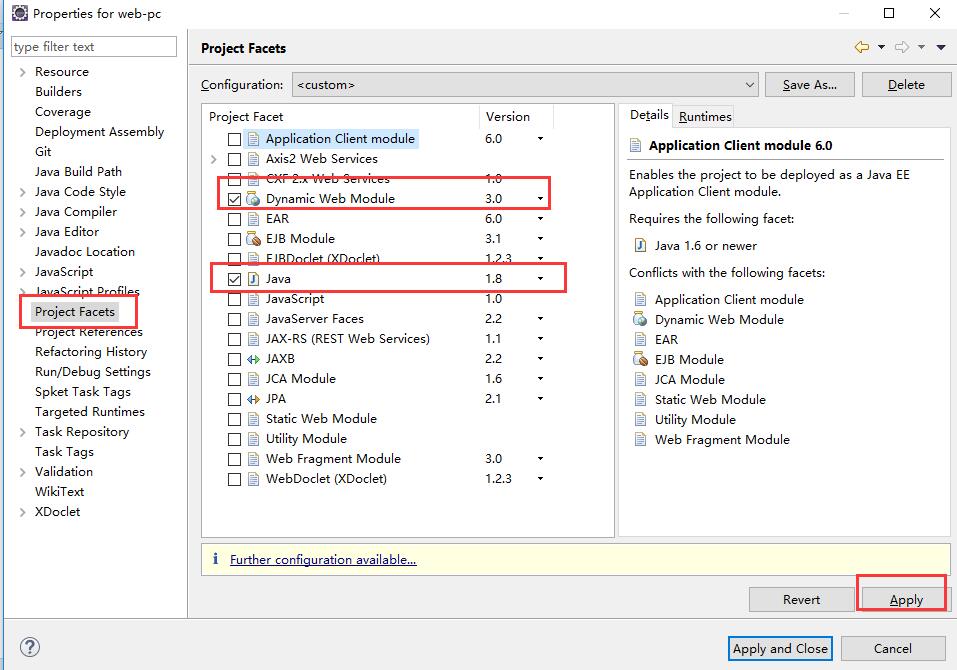 Properties for web-pc
type filter text
Resource
Builders
Coverage
Deployment Assembly
Git
Java Build Path
Java Code Style
Java Compiler
Java Editor
Javadoc Location
JavaScript
JavaScript Profiles
Project Facets
Project References
Refactoring History
Run/Debug Settings
Spket Task Tags
Targeted Runtimes
Task Repository
Task Tags
Validation
WikiText
XDoclet
Project Facets
Configuration: <custom> Save As... Delete
Project Facet Version
Application Client module 6.0
Axis2 Web Services
CXF 2.x Web Services 1.0
Dynamic Web Module 3.0
EAR 6.0
EJB Module 3.1
EJBDoclet (XDoclet) 1.2.3
Java 1.8
JavaScript 1.0
JavaServer Faces 2.2
JAX-RS (REST Web Services) 1.1
JAXB 2.2
JCA Module 1.6
JPA 2.1
Static Web Module
Utility Module
Web Fragment Module 3.0
WebDoclet (XDoclet) 1.2.3
Details Runtimes
Application Client module 6.0
Enables the project to be deployed as a Java EE
Application Client module.
Requires the following facet:
Java 1.6 or newer
Conflicts with the following facets:
Application Client module
Dynamic Web Module
EAR
EJB Module
JCA Module
Static Web Module
Utility Module
Web Fragment Module
Further configuration available...
Revert Apply
Apply and Close Cancel